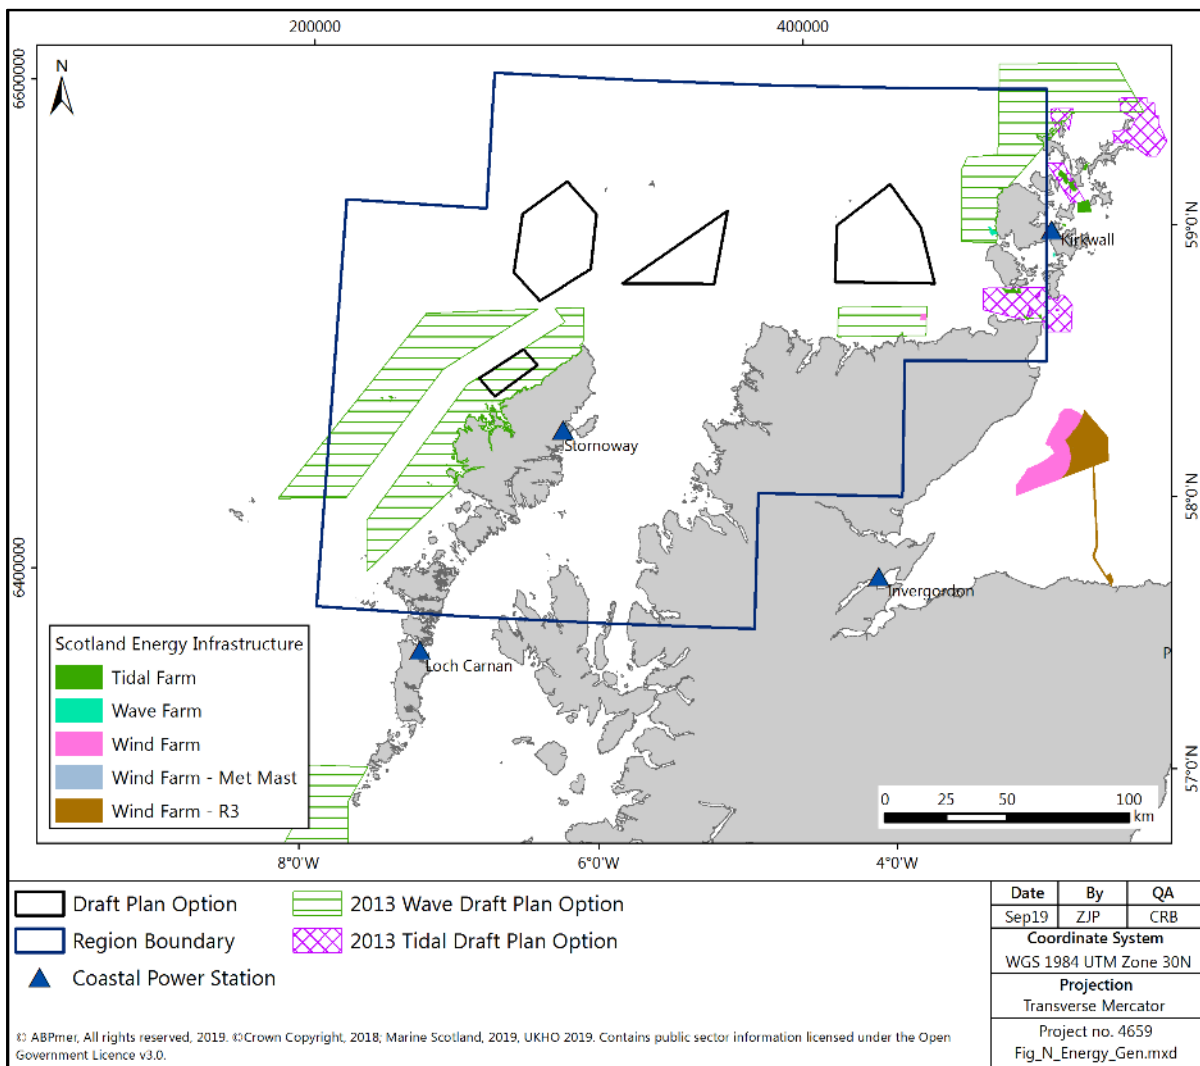 200000
400000
6600000
6400000
N
59°0'N
58°0'N
57°0'N
Kirkwall
Stornoway
Invergordon
Loch Carnan
P
Scotland Energy Infrastructure
Tidal Farm
Wave Farm
Wind Farm
Wind Farm - Met Mast
Wind Farm - R3
0 25 50 100
km
8°0'W
6°0'W
4°0'W
Draft Plan Option
2013 Wave Draft Plan Option
Region Boundary
2013 Tidal Draft Plan Option
Coastal Power Station
Date By QA
Sep19 ZJP CRB
Coordinate System
WGS 1984 UTM Zone 30N
Projection
Transverse Mercator
Project no. 4659
Fig_N_Energy_Gen.mxd
© ABPmer, All rights reserved, 2019. ©Crown Copyright, 2018; Marine Scotland, 2019, UKHO 2019. Contains public sector information licensed under the Open
Government Licence v3.0.